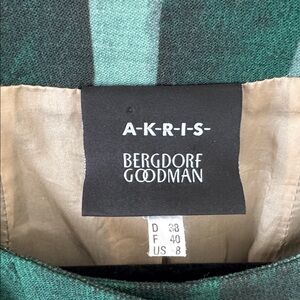 A-K-R-I-S-
BERGDORF
GOODMAN
D 38
F 40
US 8